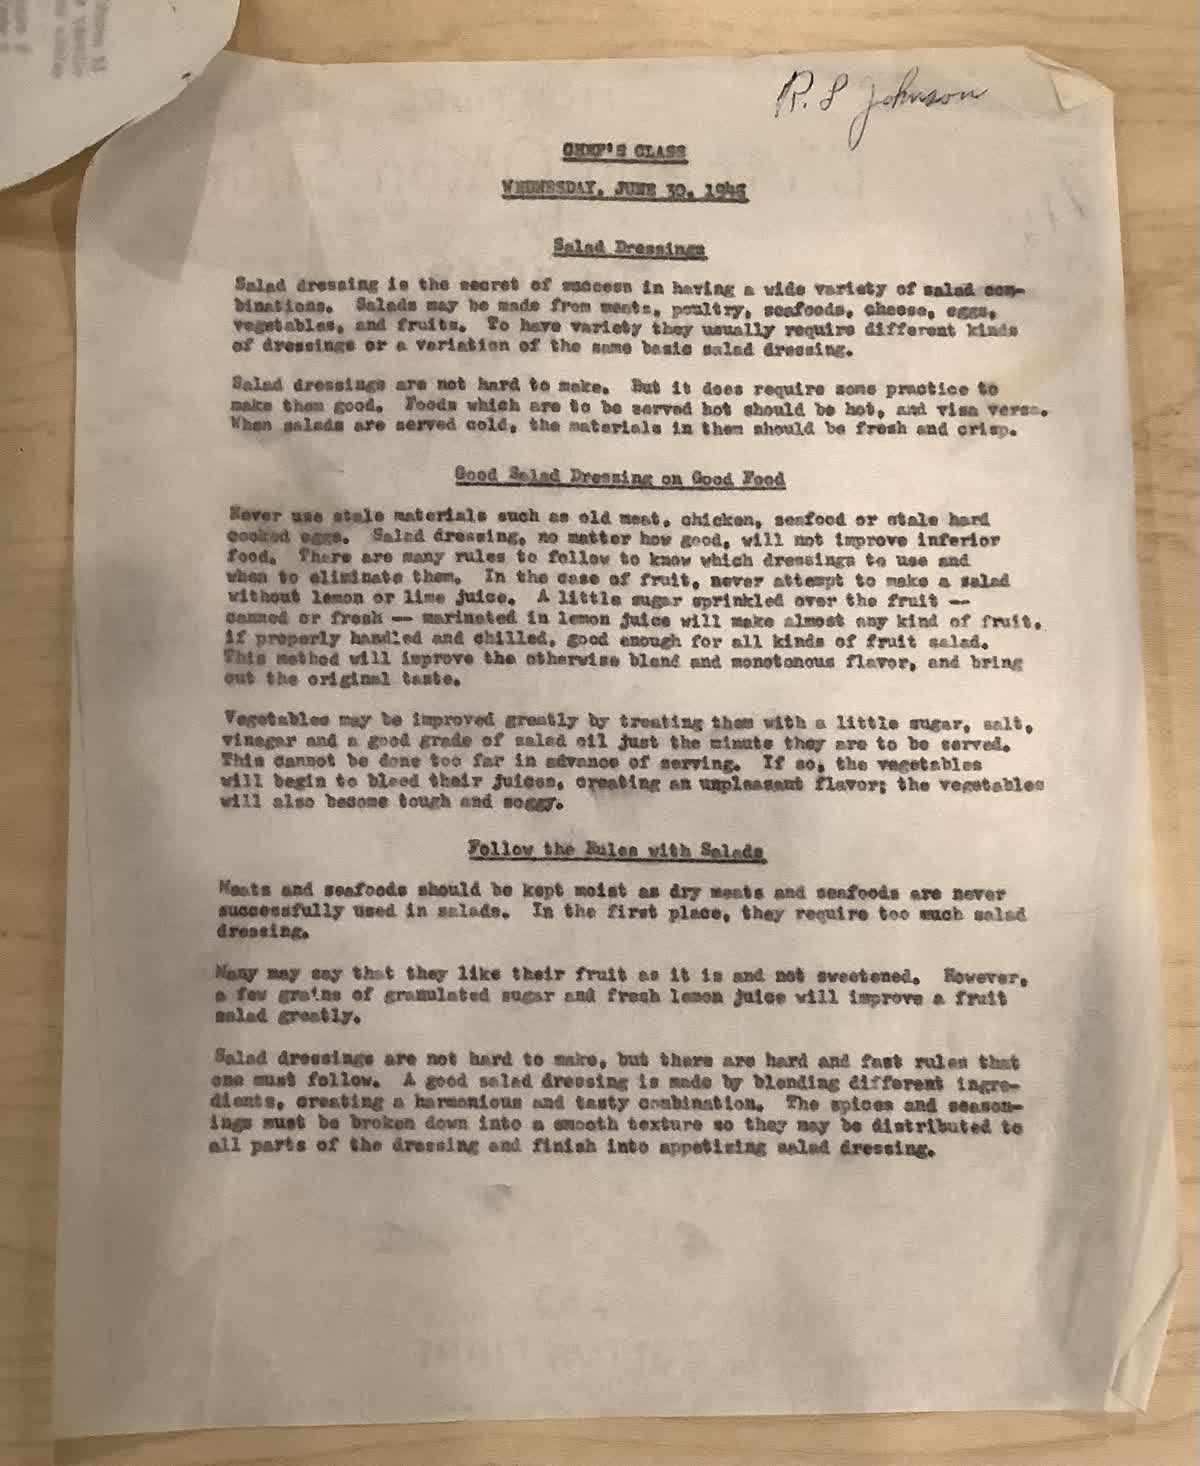 R. L Johnson
CHEF'S CLASS
WEDNESDAY, JUNE 30,
Salad Dressings
Salad dressing is the secret of success in having a wide variety of salad com-
binations. Salads may be made from meats, poultry, seafoods, cheese, eggs,
vegetables, and fruits. To have variety they usually require different kinds
of dressings or a variation of the same basic salad dressing.
Salad dressings are not hard to make. But it does require some practice to
make them good. Foods which are to be served hot should be hot, and visa versa.
When salads are served cold, the materials in them should be fresh and crisp.
Good Salad Dressing on Good Food
Never use stale materials such as old meat, chicken, seafood or stale hard
cooked eggs. Salad dressing, no matter how good, will not improve inferior
food. There are many rules to follow to know which dressings to use and
when to eliminate them. In the case of fruit, never attempt to make a salad
without lemon or lime juice. A little sugar sprinkled over the fruit --
canned or fresh -- marinated in lemon juice will make almost any kind of fruit,
if properly handled and chilled, good enough for all kinds of fruit salad.
This method will improve the otherwise bland and monotonous flavor, and bring
out the original taste.
Vegetables may be improved greatly by treating them with a little sugar, salt,
vinegar and a good grade of salad oil just the minute they are to be served.
This cannot be done too far in advance of serving. If so, the vegetables
will begin to bleed their juices, creating an unpleasant flavor; the vegetables
will also become tough and soggy.
Follow the Rules with Salads
Meats and seafoods should be kept moist as dry meats and seafoods are never
successfully used in salads. In the first place, they require too much salad
dressing.
Many may say that they like their fruit as it is and not sweetened. However,
a few grains of granulated sugar and fresh lemon juice will improve a fruit
salad greatly.
Salad dressings are not hard to make, but there are hard and fast rules that
one must follow. A good salad dressing is made by blending different ingre-
dients, creating a harmonious and tasty combination. The spices and season-
ings must be broken down into a smooth texture so they may be distributed to
all parts of the dressing and finish into appetizing salad dressing.